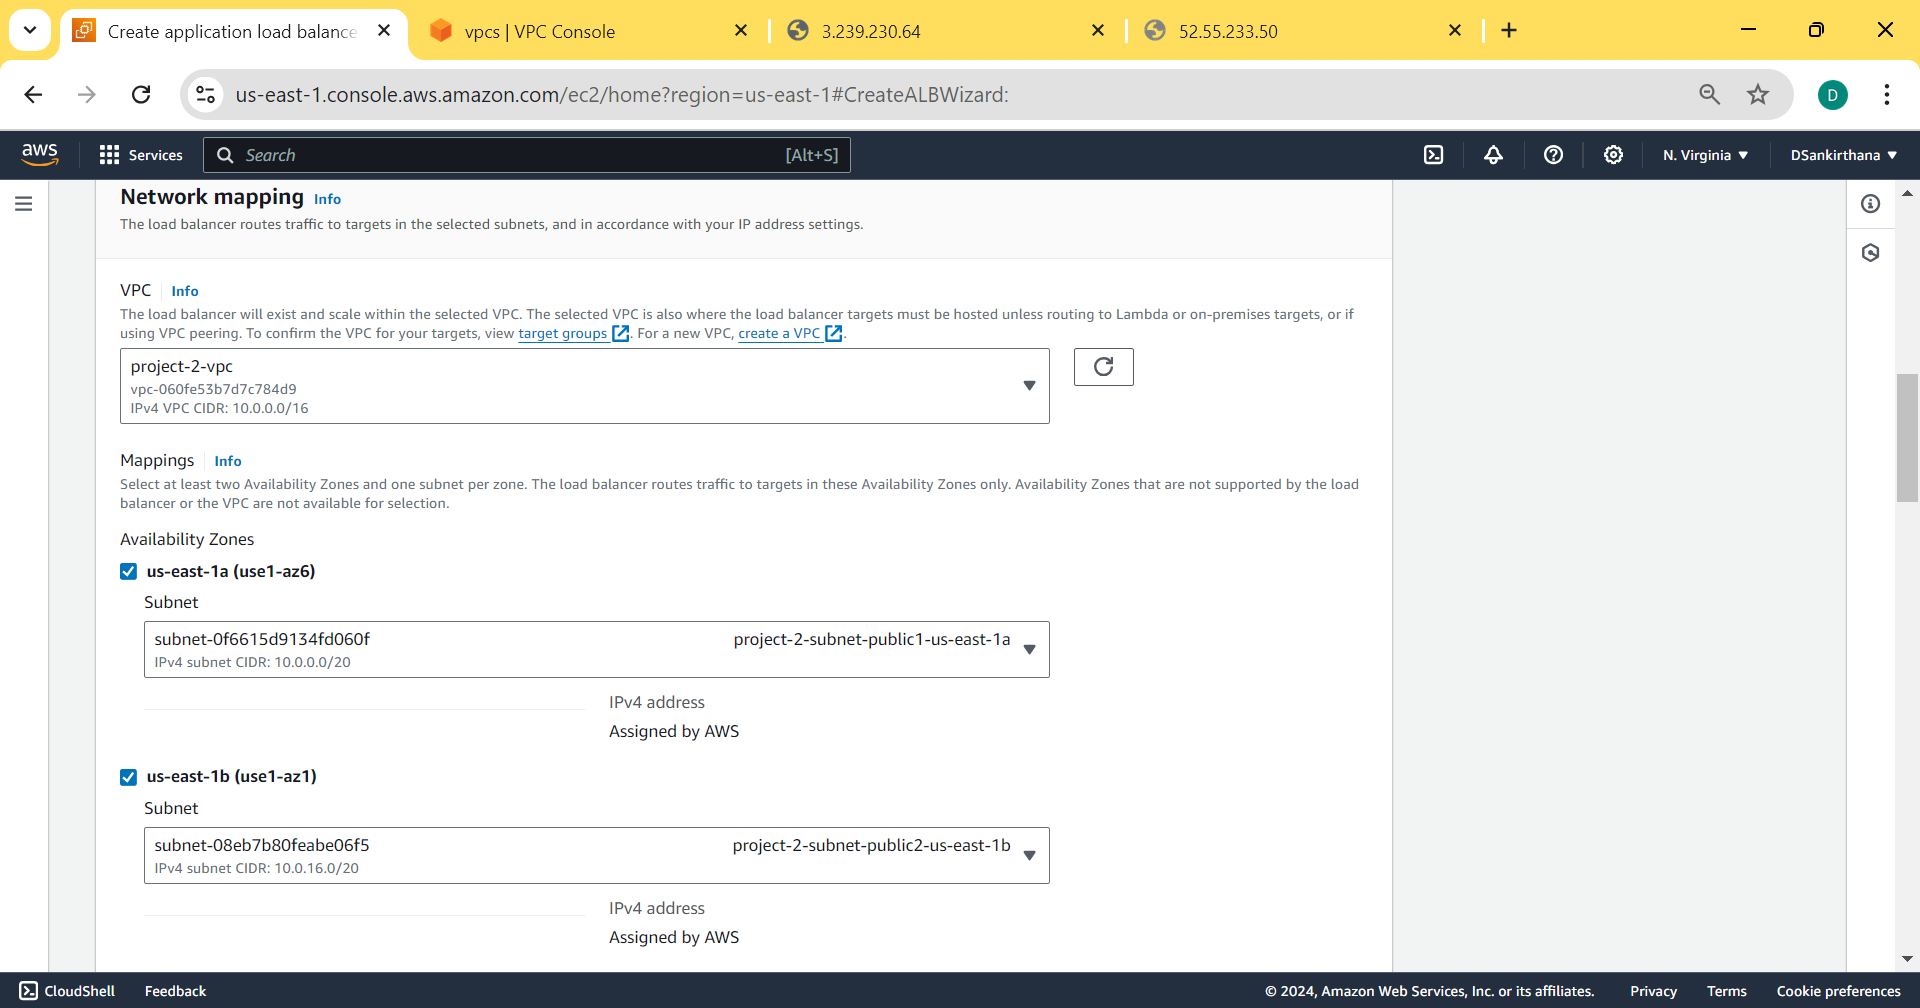 Create application load balance
vpcs | VPC Console
3.239.230.64
52.55.233.50
us-east-1.console.aws.amazon.com/ec2/home?region=us-east-1#CreateALBWizard:
D
aws
Services
Search
[Alt+S]
N. Virginia
DSankirthana
Network mapping Info
The load balancer routes traffic to targets in the selected subnets, and in accordance with your IP address settings.
VPC Info
The load balancer will exist and scale within the selected VPC. The selected VPC is also where the load balancer targets must be hosted unless routing to Lambda or on-premises targets, or if
using VPC peering. To confirm the VPC for your targets, view target groups. For a new VPC, create a VPC.
project-2-vpc
vpc-060fe53b7d7c784d9
IPv4 VPC CIDR: 10.0.0.0/16
Mappings Info
Select at least two Availability Zones and one subnet per zone. The load balancer routes traffic to targets in these Availability Zones only. Availability Zones that are not supported by the load
balancer or the VPC are not available for selection.
Availability Zones
us-east-1a (use1-az6)
Subnet
subnet-0f6615d9134fd060f project-2-subnet-public1-us-east-1a
IPv4 subnet CIDR: 10.0.0.0/20
IPv4 address
Assigned by AWS
us-east-1b (use1-az1)
Subnet
subnet-08eb7b80feabe06f5 project-2-subnet-public2-us-east-1b
IPv4 subnet CIDR: 10.0.16.0/20
IPv4 address
Assigned by AWS
CloudShell Feedback © 2024, Amazon Web Services, Inc. or its affiliates. Privacy Terms Cookie preferences